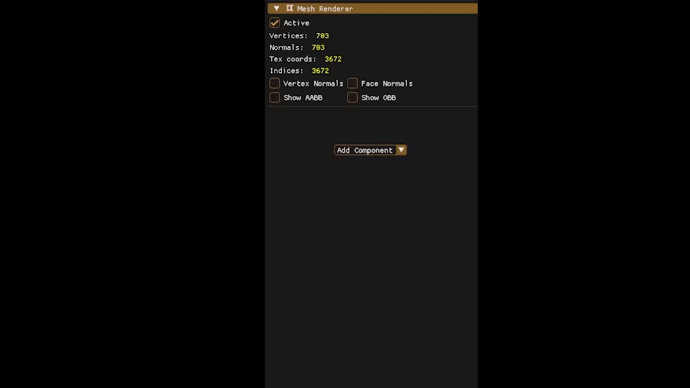 Mesh Renderer
Active
Vertices: 703
Normals: 703
Tex coords: 3672
Indices: 3672
Vertex Normals Face Normals
Show AABB Show OBB
Add Component